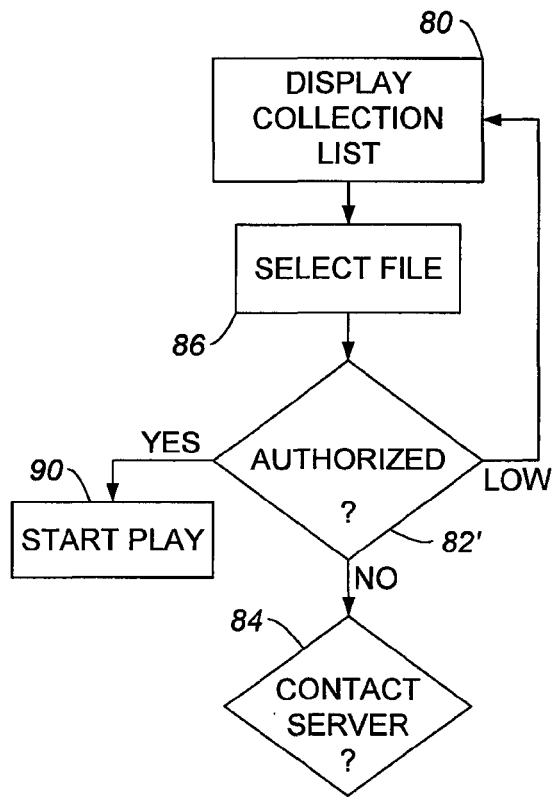 80
DISPLAY
COLLECTION
LIST
SELECT FILE
86
YES
AUTHORIZED
?
LOW
90
START PLAY
82'
NO
84
CONTACT
SERVER
?